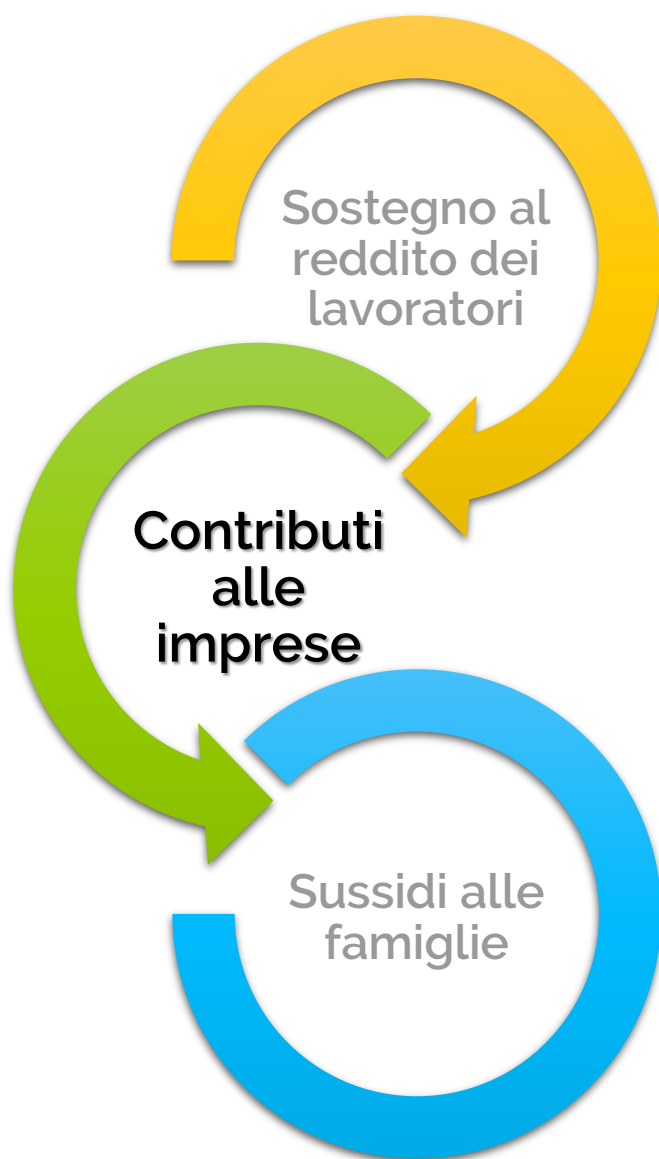 Sostegno al
reddito dei
lavoratori
Contributi
alle
imprese
Sussidi alle
famiglie